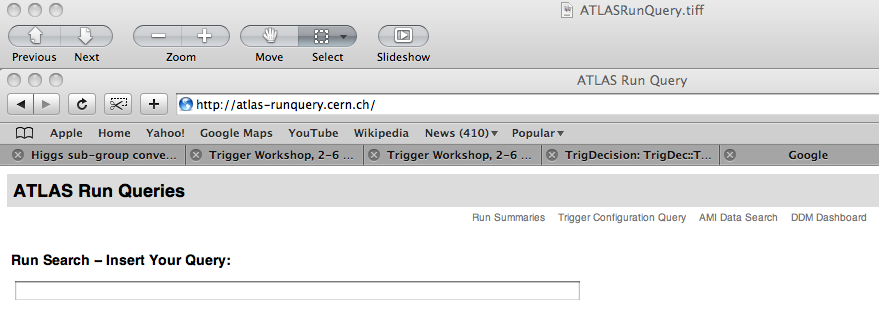 ATLASRunQuery.tiff
Previous Next Zoom Move Select Slideshow
ATLAS Run Query
http://atlas-runquery.cern.ch/
Apple Home Yahoo! Google Maps YouTube Wikipedia News (410) Popular
Higgs sub-group conve... Trigger Workshop, 2-6 ... Trigger Workshop, 2-6 ... TrigDecision: TrigDec::T... Google
ATLAS Run Queries
Run Summaries Trigger Configuration Query AMI Data Search DDM Dashboard
Run Search – Insert Your Query: